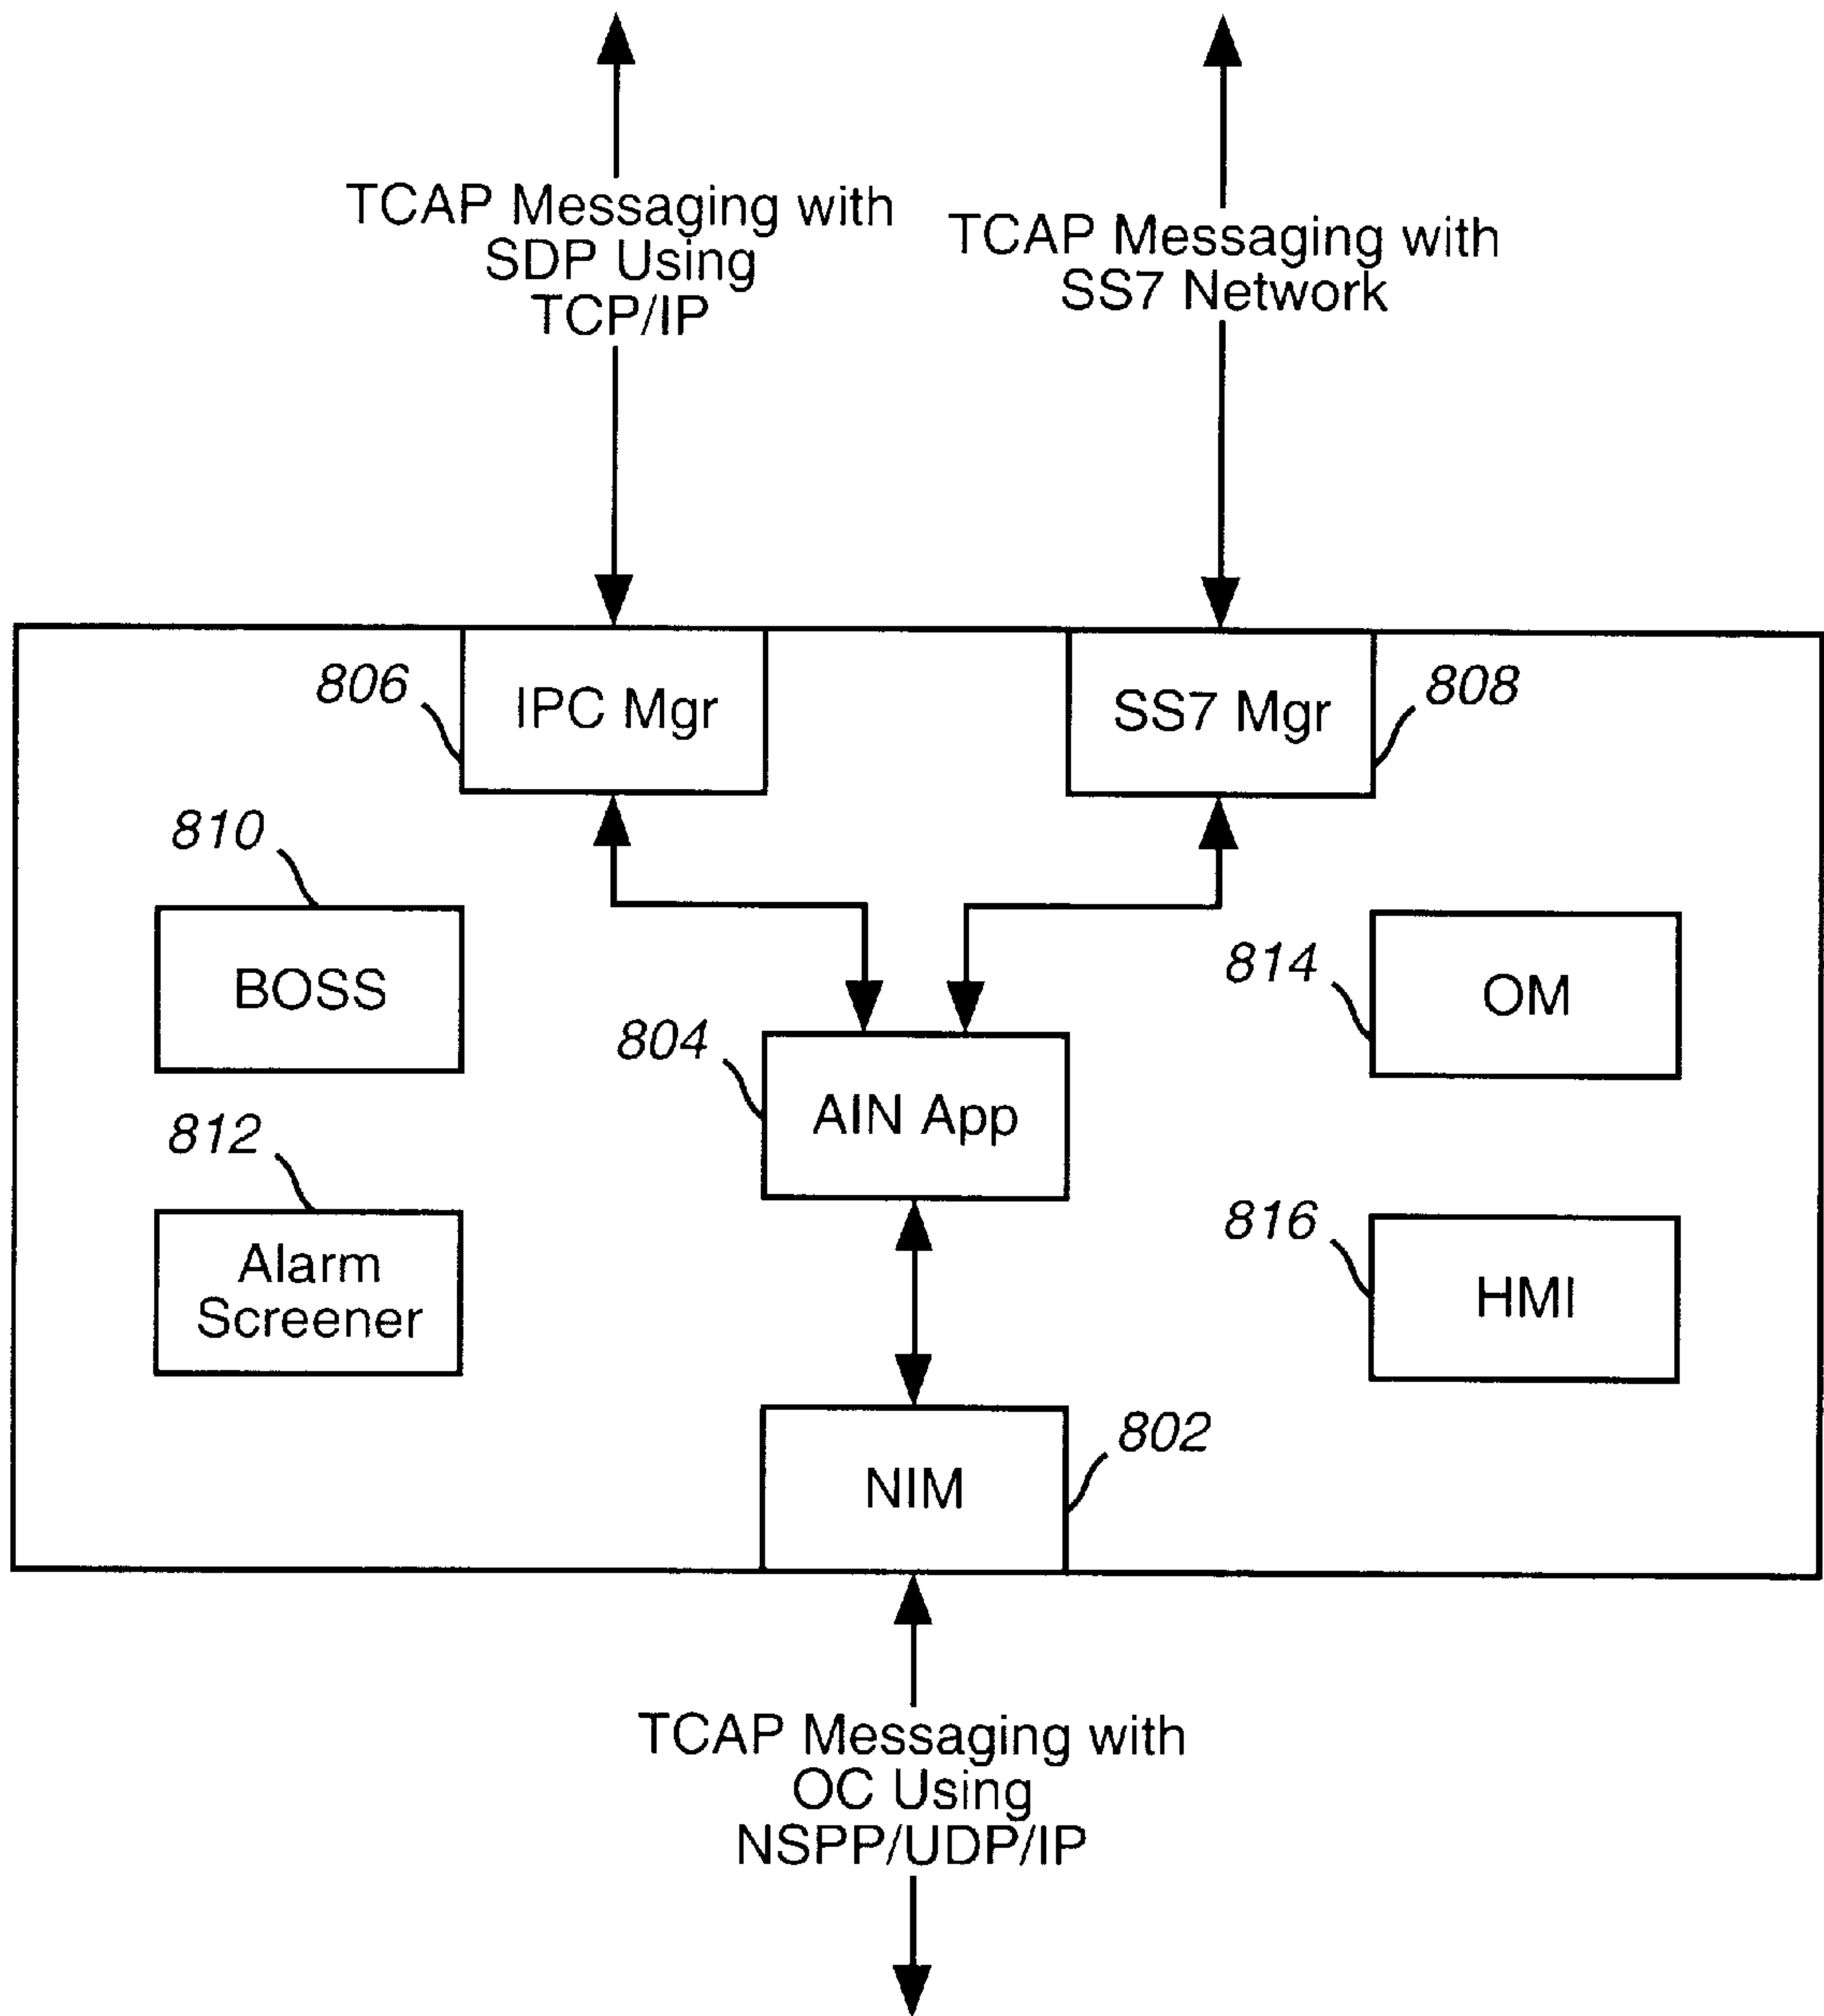 TCAP Messaging with
SDP Using
TCP/IP
TCAP Messaging with
SS7 Network
806
IPC Mgr
SS7 Mgr
808
810
BOSS
814
OM
804
AIN App
812
Alarm
Screener
816
HMI
802
NIM
TCAP Messaging with
OC Using
NSPP/UDP/IP